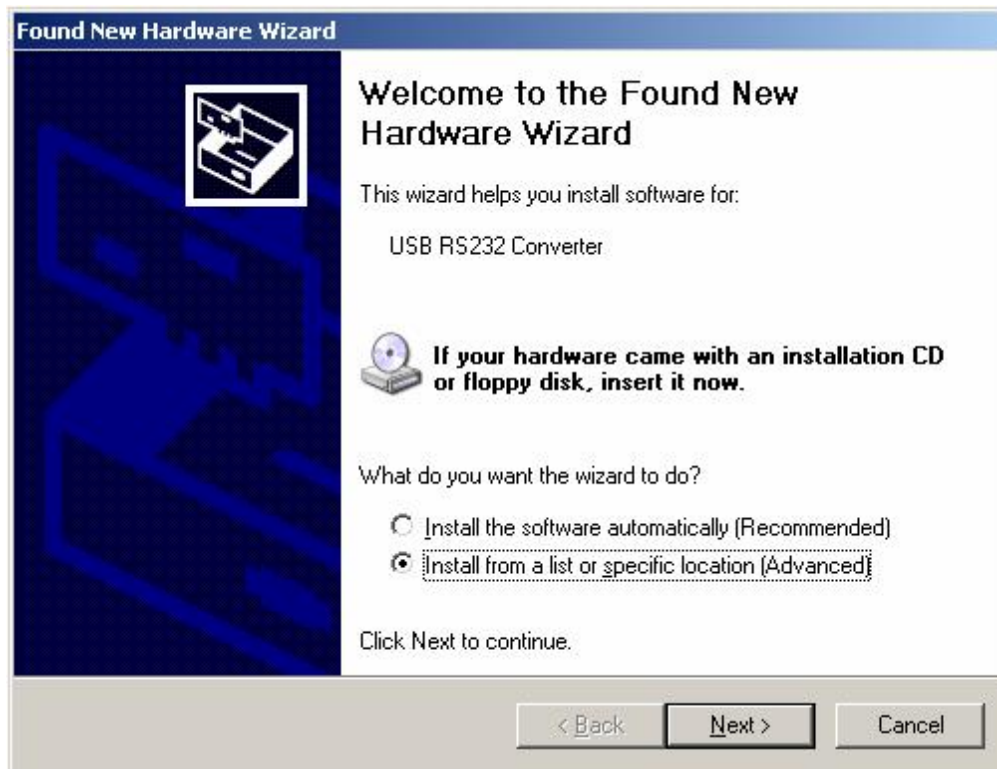 Found New Hardware Wizard
Welcome to the Found New
Hardware Wizard
This wizard helps you install software for:
USB RS232 Converter
If your hardware came with an installation CD
or floppy disk, insert it now.
What do you want the wizard to do?
Install the software automatically (Recommended)
Install from a list or specific location (Advanced)
Click Next to continue.
< Back
Next >
Cancel